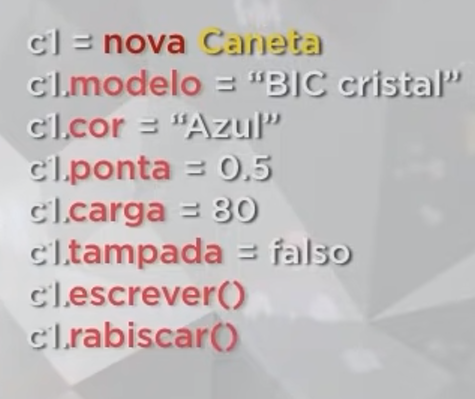 c1 = nova Caneta
c1.modelo = “BIC cristal”
c1.cor = “Azul”
c1.ponta = 0.5
c1.carga = 80
c1.tampada = falso
c1.escrever()
c1.rabiscar()